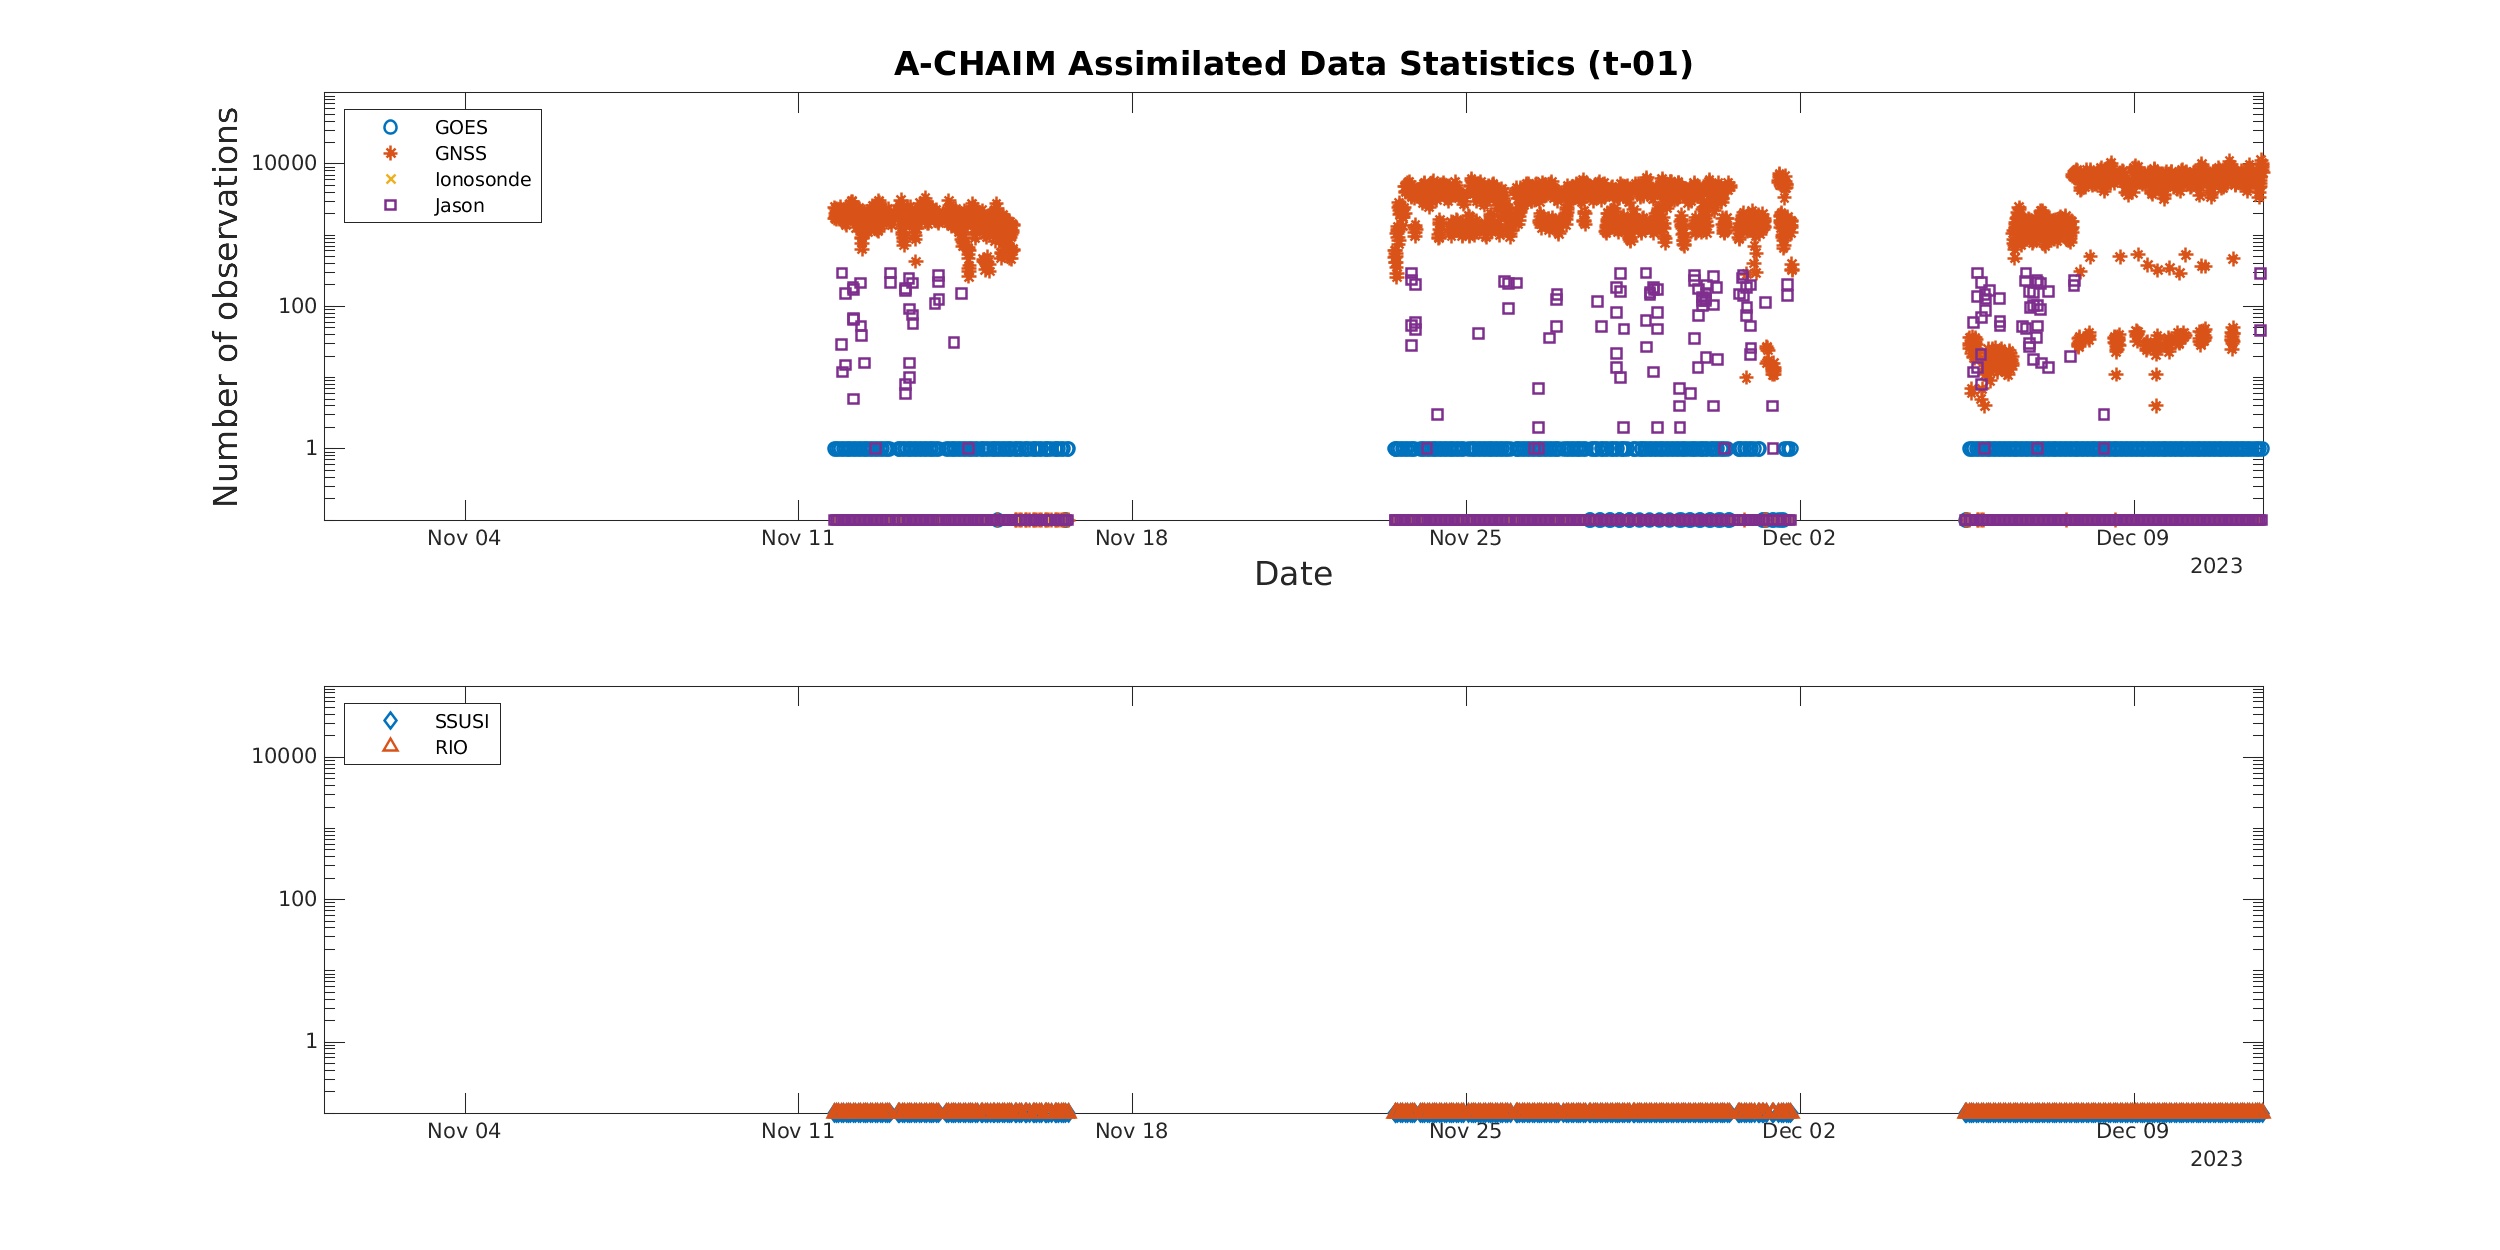 A-CHAIM Assimilated Data Statistics (t-01)
Number of observations
10000
100
1
GOES
GNSS
Ionosonde
Jason
Nov 04
Nov 11
Nov 18
Nov 25
Dec 02
Dec 09
2023
Date
10000
100
1
SSUSI
RIO
Nov 04
Nov 11
Nov 18
Nov 25
Dec 02
Dec 09
2023